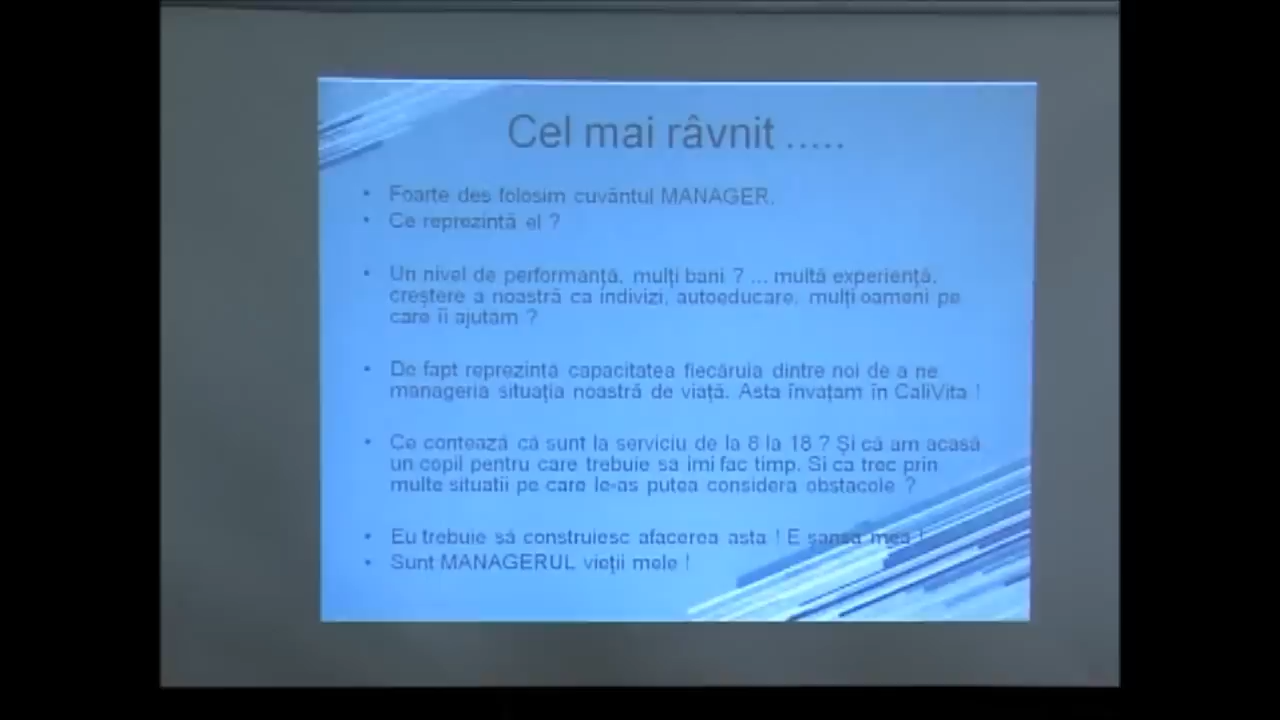 Cel mai râvnit .....
• Foarte des folosim cuvântul MANAGER.
• Ce reprezintă el ?
• Un nivel de performanță, mulți bani ? ... multă experiență,
creștere a noastră ca indivizi, autoeducare, mulți oameni pe
care îi ajutam ?
• De fapt reprezintă capacitatea fiecăruia dintre noi de a ne
manageria situația noastră de viață. Asta învațam în CaliVita !
• Ce contează că sunt la serviciu de la 8 la 18 ? Și că am acasă
un copil pentru care trebuie sa imi fac timp. Si ca trec prin
multe situatii pe care le-as putea considera obstacole ?
• Eu trebuie să construiesc afacerea asta ! E șansa mea !
• Sunt MANAGERUL vieții mele !